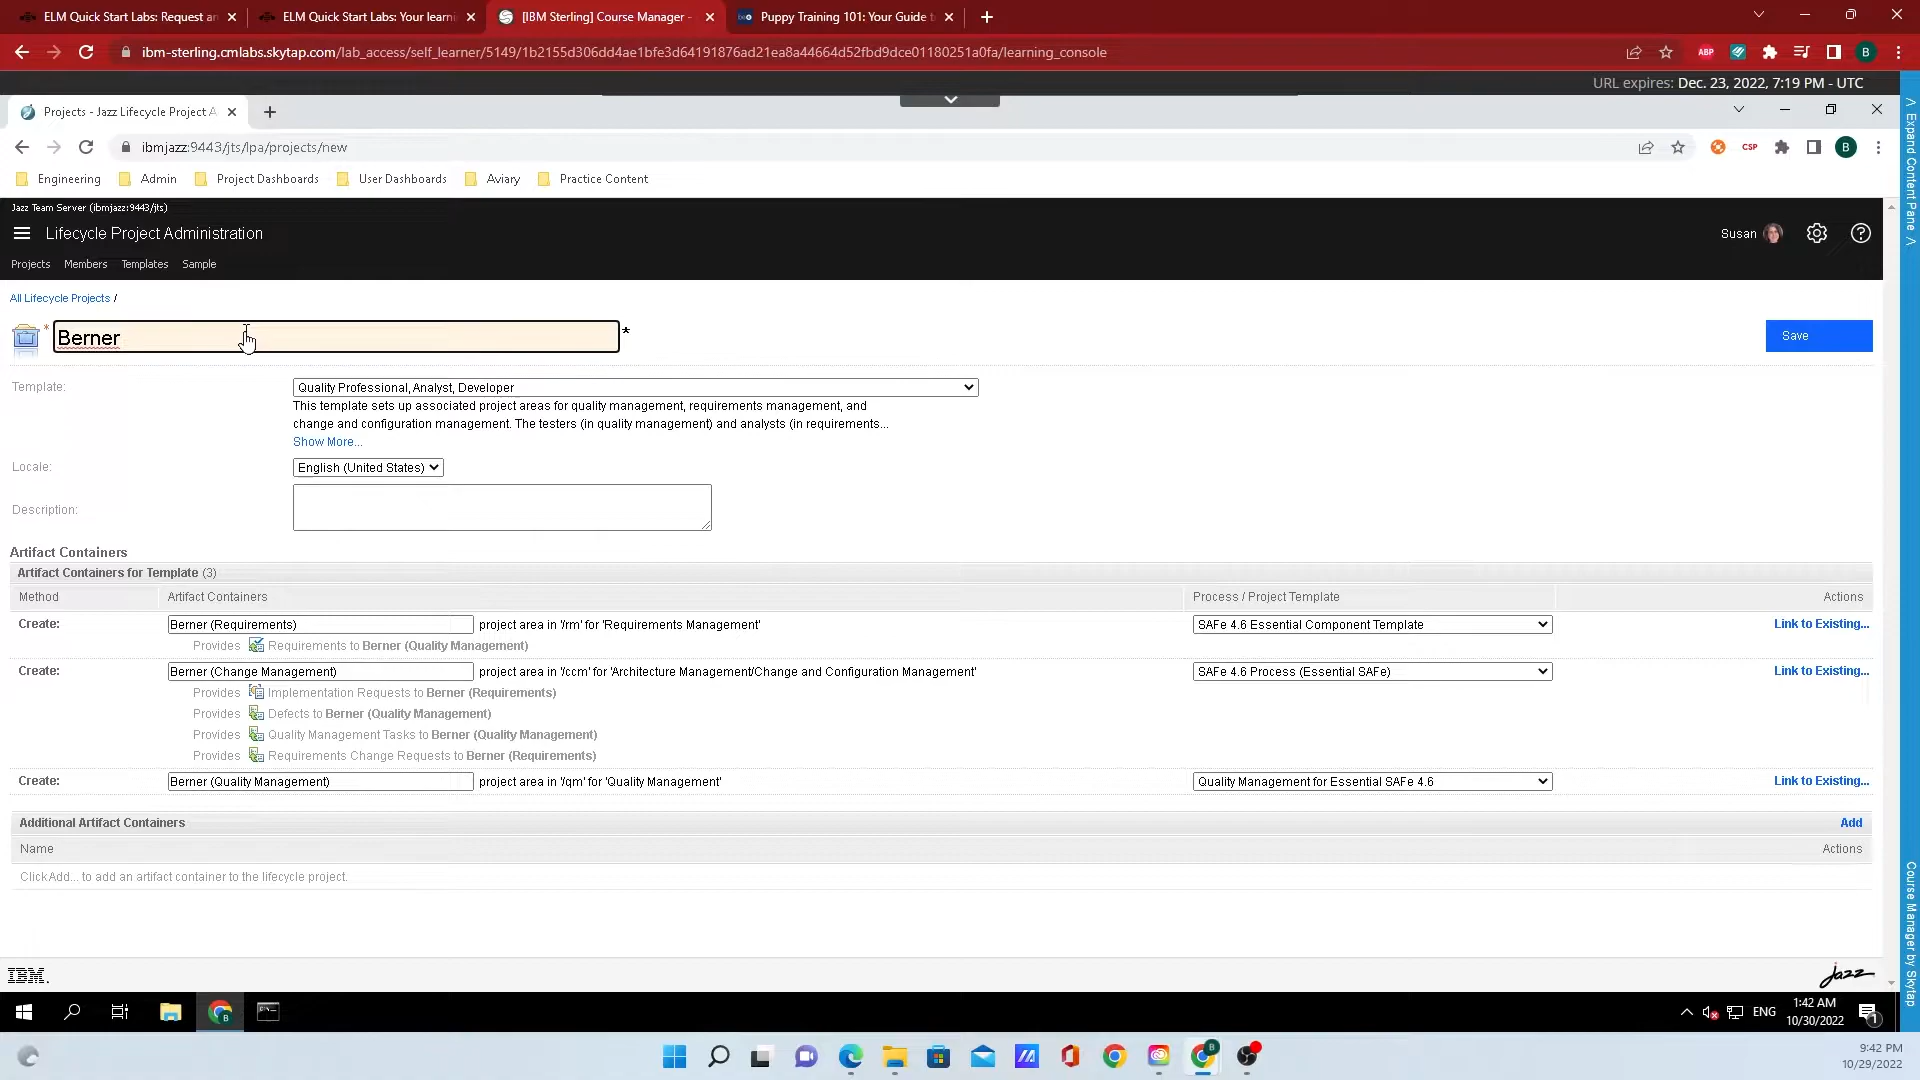 ELM Quick Start Labs: Request an
ELM Quick Start Labs: Your learni
[IBM Sterling] Course Manager -
Puppy Training 101: Your Guide t
ibm-sterling.cmlabs.skytap.com/lab_access/self_learner/5149/1b2155d306dd4ae1bfe3d64191876ad21ea8a44664d52fbd9dce01180251a0fa/learning_console
ABP
B
URL expires: Dec. 23, 2022, 7:19 PM - UTC
Projects - Jazz Lifecycle Project A
ibmjazz:9443/jts/lpa/projects/new
CSP
B
Engineering
Admin
Project Dashboards
User Dashboards
Aviary
Practice Content
Jazz Team Server (ibmjazz:9443/jts)
Lifecycle Project Administration
Susan
Projects
Members
Templates
Sample
All Lifecycle Projects /
* Berner *
Save
Template:
Quality Professional, Analyst, Developer
This template sets up associated project areas for quality management, requirements management, and
change and configuration management. The testers (in quality management) and analysts (in requirements...
Show More...
Locale:
English (United States)
Description:
Artifact Containers
Artifact Containers for Template (3)
Method
Artifact Containers
Process / Project Template
Actions
Create:
Berner (Requirements)
project area in '/rm' for 'Requirements Management'
SAFe 4.6 Essential Component Template
Link to Existing...
Provides Requirements to Berner (Quality Management)
Create:
Berner (Change Management)
project area in '/ccm' for 'Architecture Management/Change and Configuration Management'
SAFe 4.6 Process (Essential SAFe)
Link to Existing...
Provides Implementation Requests to Berner (Requirements)
Provides Defects to Berner (Quality Management)
Provides Quality Management Tasks to Berner (Quality Management)
Provides Requirements Change Requests to Berner (Requirements)
Create:
Berner (Quality Management)
project area in '/qm' for 'Quality Management'
Quality Management for Essential SAFe 4.6
Link to Existing...
Additional Artifact Containers
Add
Name
Actions
Click Add... to add an artifact container to the lifecycle project.
IBM.
Jazz
< Expand Content Pane <
Course Manager by Skytap
ENG
1:42 AM
10/30/2022
1
9:42 PM
10/29/2022